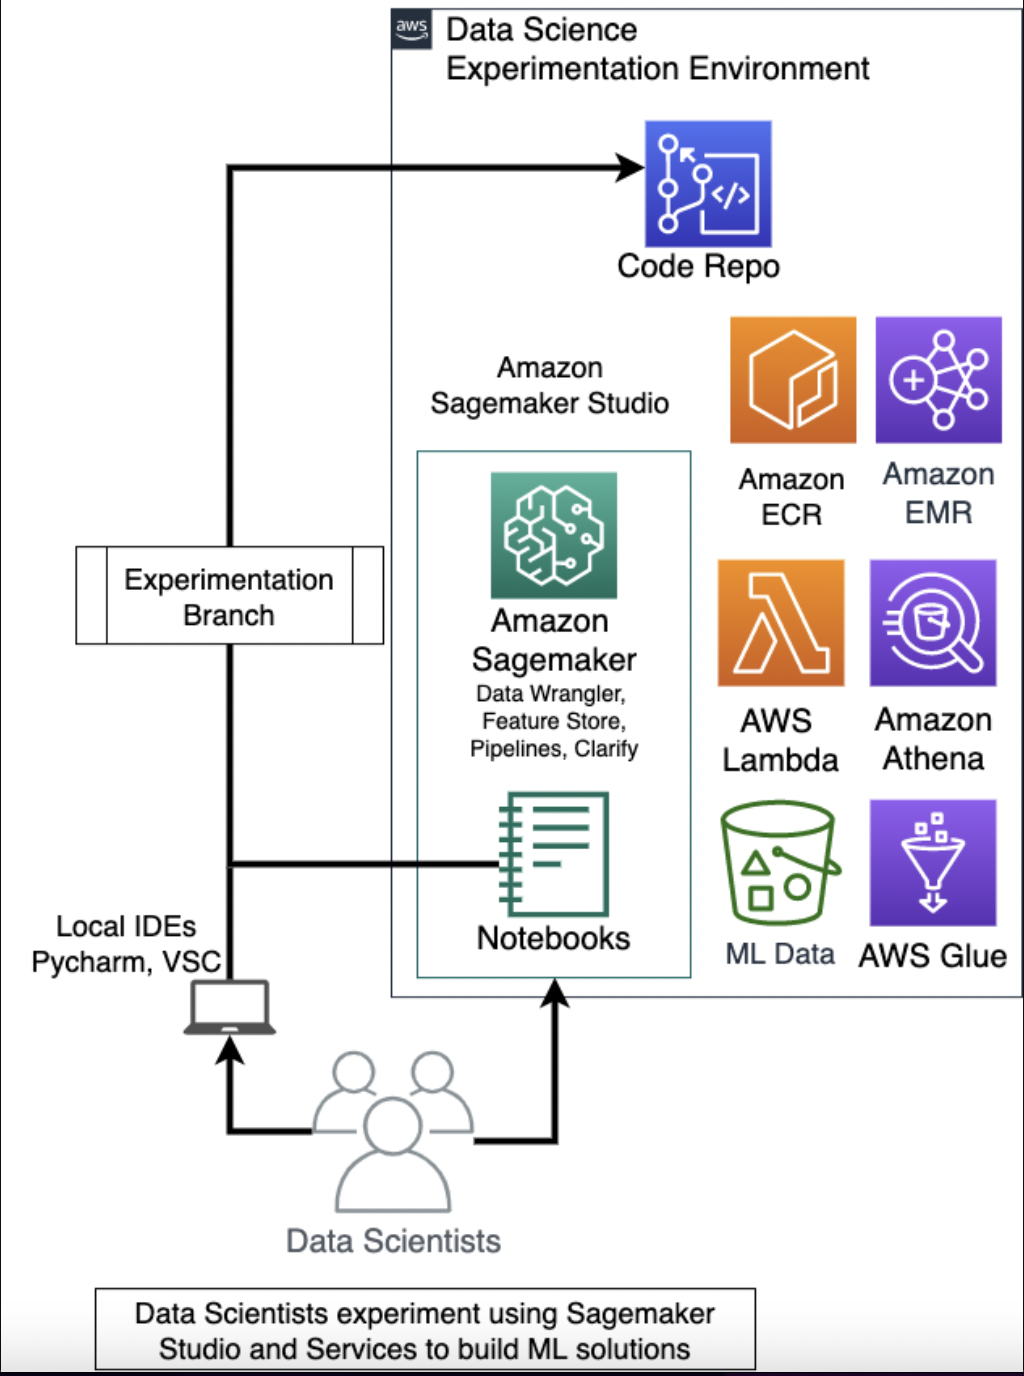 aws
Data Science
Experimentation Environment
Code Repo
Amazon
Sagemaker Studio
Amazon
ECR
Amazon
EMR
Experimentation
Branch
Amazon
Sagemaker
Data Wrangler,
Feature Store,
Pipelines, Clarify
AWS
Lambda
Amazon
Athena
Notebooks
ML Data
AWS Glue
Local IDEs
Pycharm, VSC
Data Scientists
Data Scientists experiment using Sagemaker
Studio and Services to build ML solutions